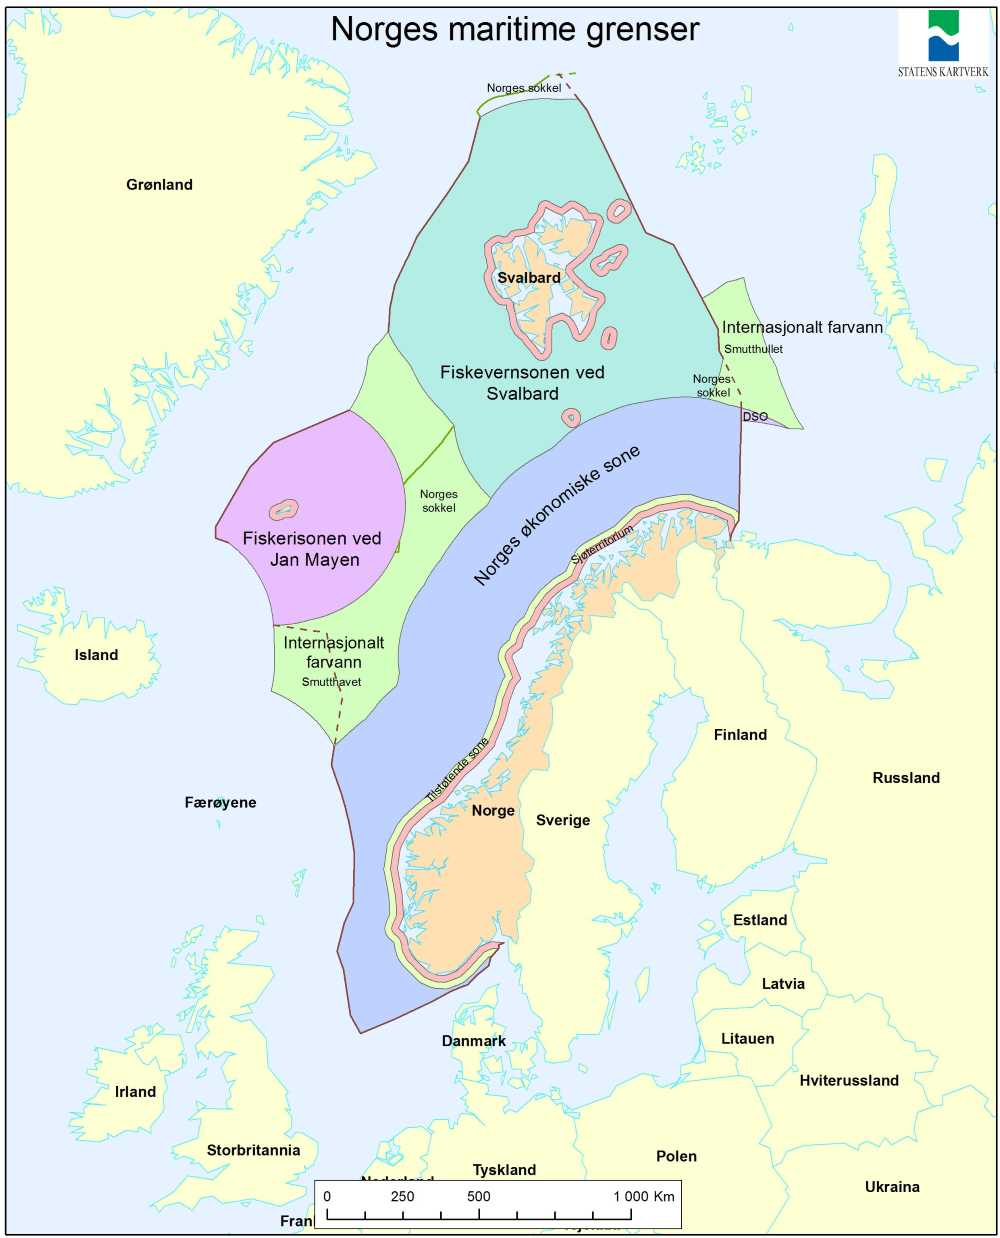 Norges maritime grenser
STATENS KARTVERK
Norges sokkel
Grønland
Svalbard
Internasjonalt farvann
Smutthullet
Fiskevernsonen ved
Svalbard
Norges
sokkel
DSO
Norges økonomiske sone
Norges
sokkel
Fiskerisonen ved
Jan Mayen
Sjøterritorium
Internasjonalt
farvann
Smutthavet
Island
Finland
Tilstøtende sone
Russland
Færøyene
Norge
Sverige
Estland
Latvia
Danmark
Litauen
Hviterussland
Irland
Storbritannia
Polen
Tyskland
Nederland
Ukraina
0 250 500 1 000 Km
Fran